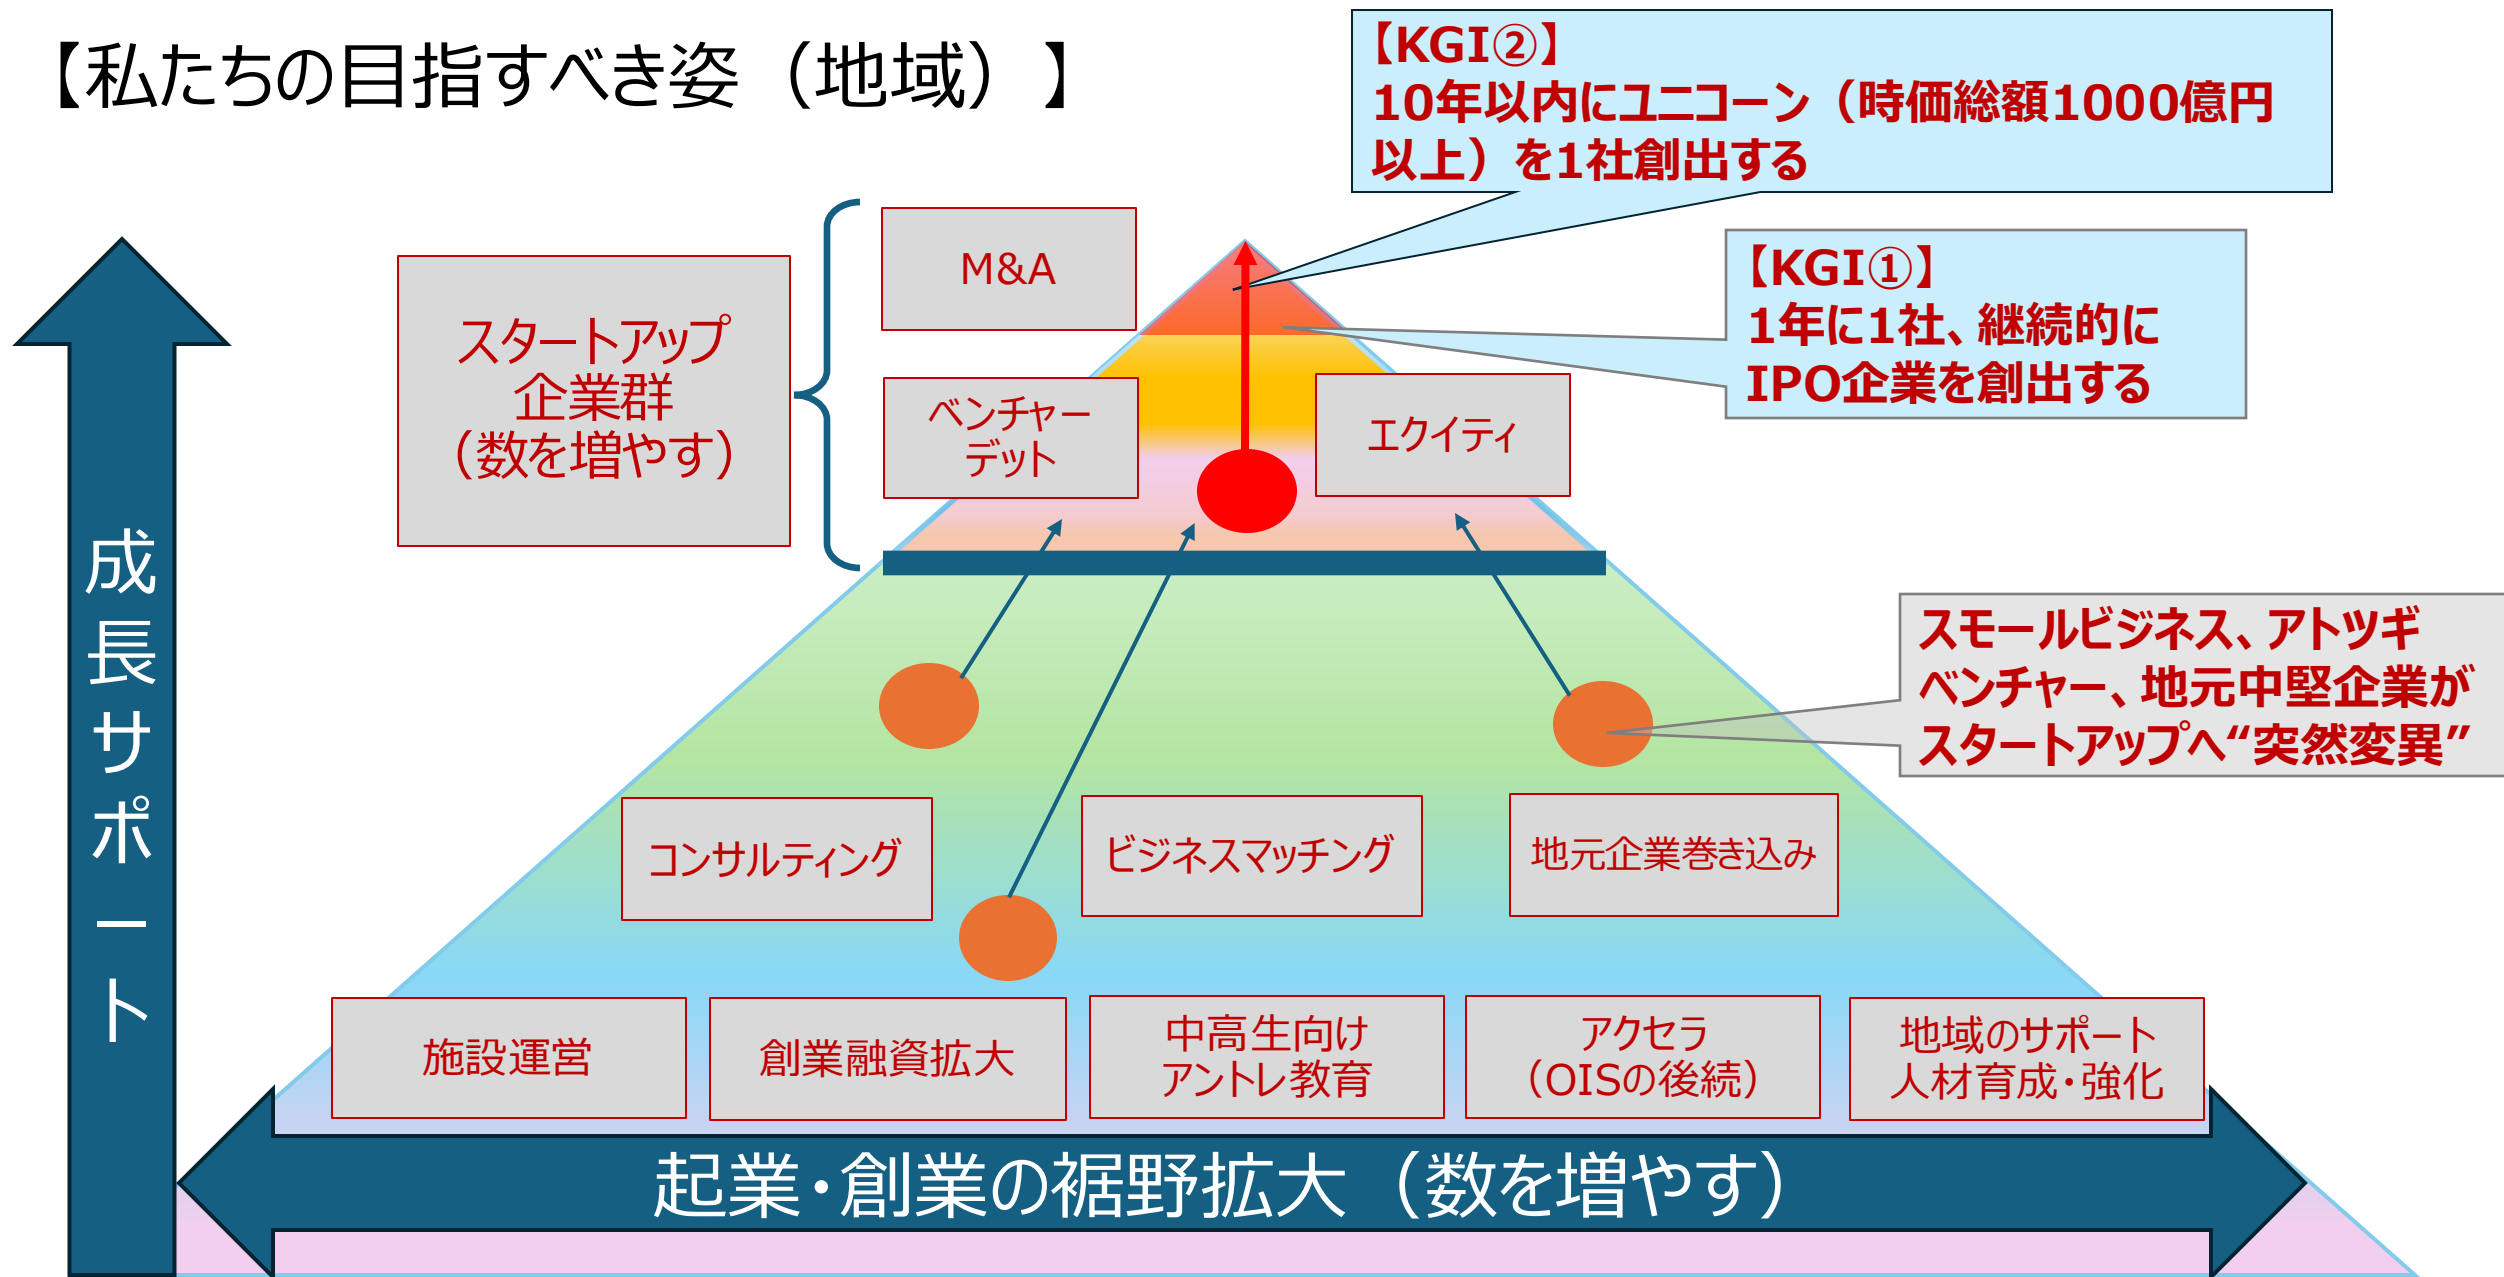 【私たちの目指すべき姿（地域）】
【KGI②】
10年以内にユニコーン（時価総額1000億円
以上）を1社創出する
【KGI①】
1年に1社、継続的に
IPO企業を創出する
M&A
スタートアップ
企業群
（数を増やす）
ベンチャー
デット
エクイティ
成長サポート
スモールビジネス、アトツギ
ベンチャー、地元中堅企業が
スタートアップへ“突然変異”
コンサルティング
ビジネスマッチング
地元企業巻き込み
施設運営
創業融資拡大
中高生向け
アントレ教育
アクセラ
（OISの後続）
地域のサポート
人材育成・強化
起業・創業の裾野拡大（数を増やす）